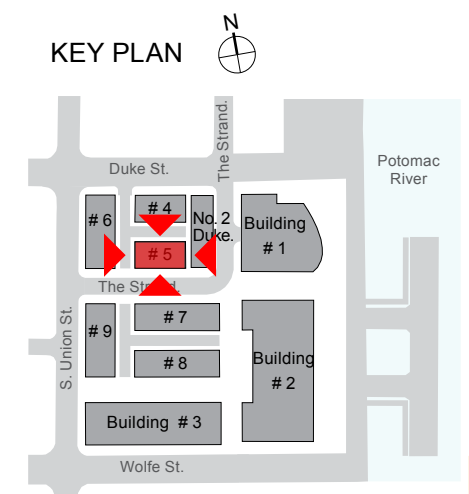 N
KEY PLAN
The Strand.
Duke St.
Potomac
River
# 6
# 4
No. 2
Duke.
Building
# 1
# 5
The Strand.
S. Union St.
# 9
# 7
# 8
Building
# 2
Building # 3
Wolfe St.